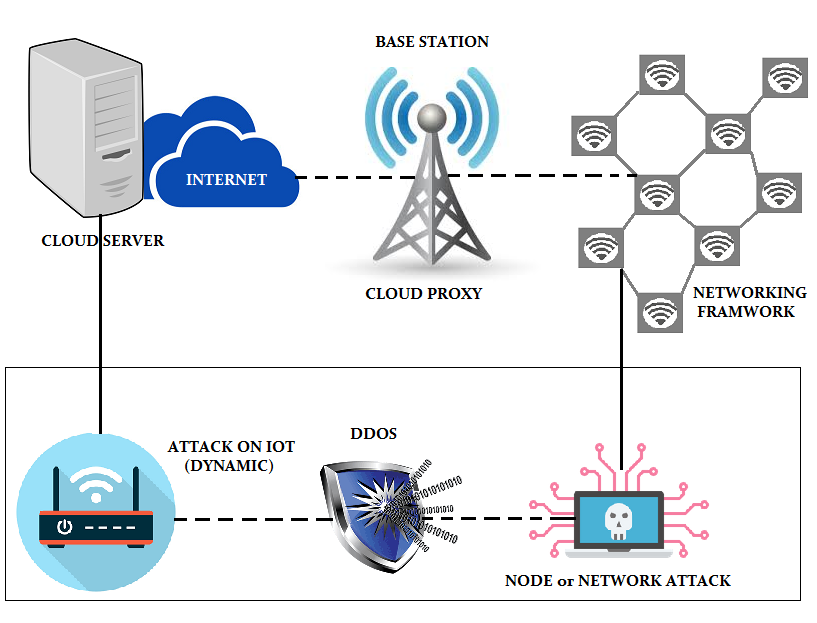 BASE STATION
INTERNET
CLOUD SERVER
CLOUD PROXY
NETWORKING
FRAMWORK
ATTACK ON IOT
(DYNAMIC)
DDOS
NODE or NETWORK ATTACK